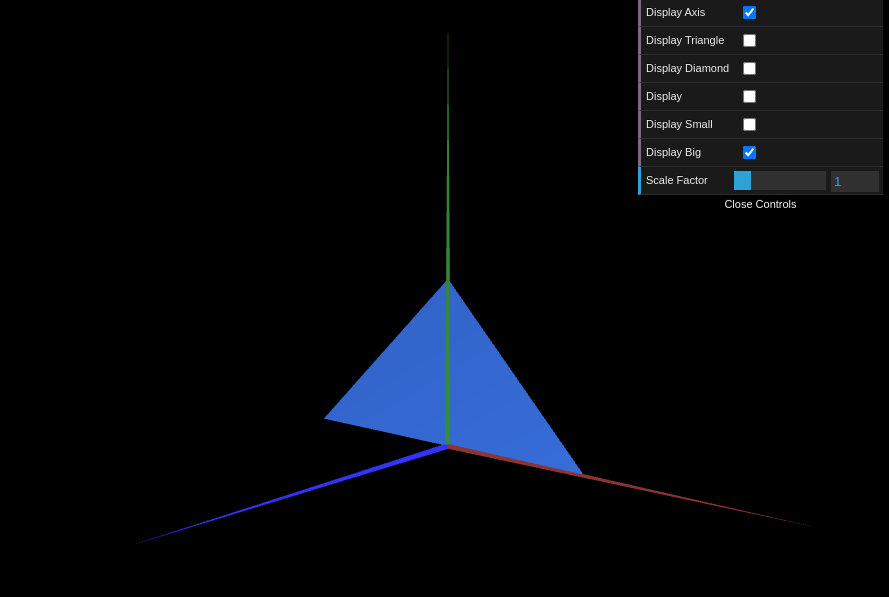 Display Axis
Display Triangle
Display Diamond
Display
Display Small
Display Big
Scale Factor 1
Close Controls